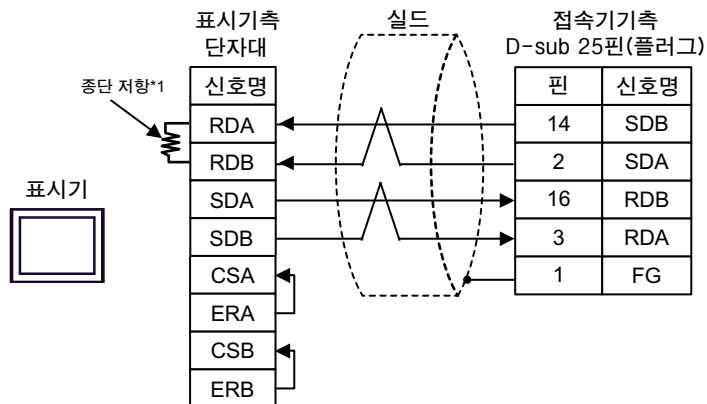 표시기측
단자대
실드
접속기기측
D-sub 25핀(플러그)
종단 저항*1
신호명
RDA
RDB
SDA
SDB
CSA
ERA
CSB
ERB
표시기
핀 신호명
14 SDB
2 SDA
16 RDB
3 RDA
1 FG